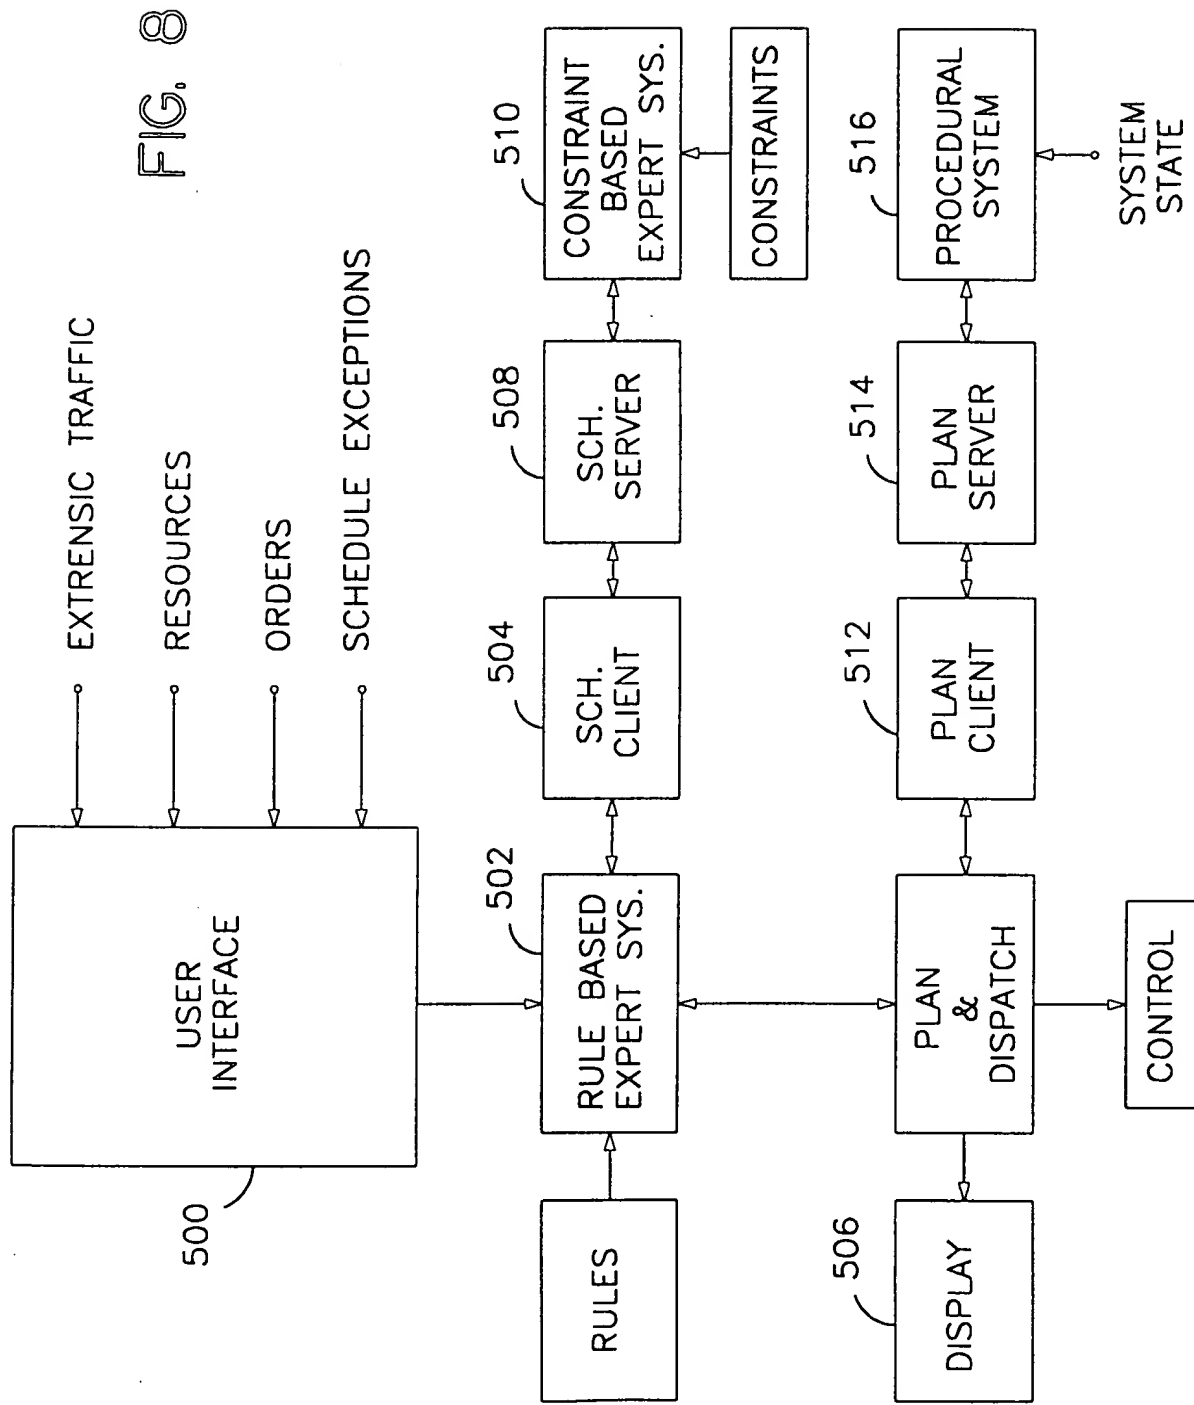 FIG. 8
EXTRENSIC TRAFFIC
RESOURCES
ORDERS
SCHEDULE EXCEPTIONS
USER
INTERFACE
500
RULES
502
RULE BASED
EXPERT SYS.
504
SCH.
CLIENT
508
SCH.
SERVER
510
CONSTRAINT
BASED
EXPERT SYS.
CONSTRAINTS
506
DISPLAY
PLAN
&
DISPATCH
CONTROL
512
PLAN
CLIENT
514
PLAN
SERVER
516
PROCEDURAL
SYSTEM
SYSTEM
STATE